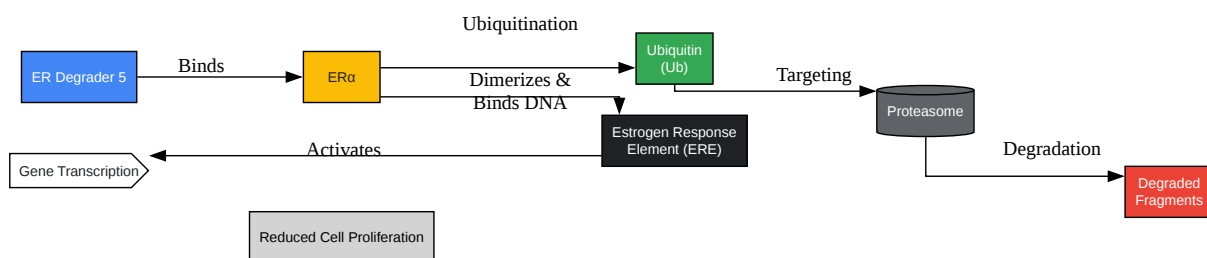 Ubiquitination
Ubiquitin
(Ub)
ER Degrader 5
Binds
ERα
Dimerizes &
Binds DNA
Targeting
Proteasome
Estrogen Response
Element (ERE)
Activates
Gene Transcription
Degradation
Degraded
Fragments
Reduced Cell Proliferation